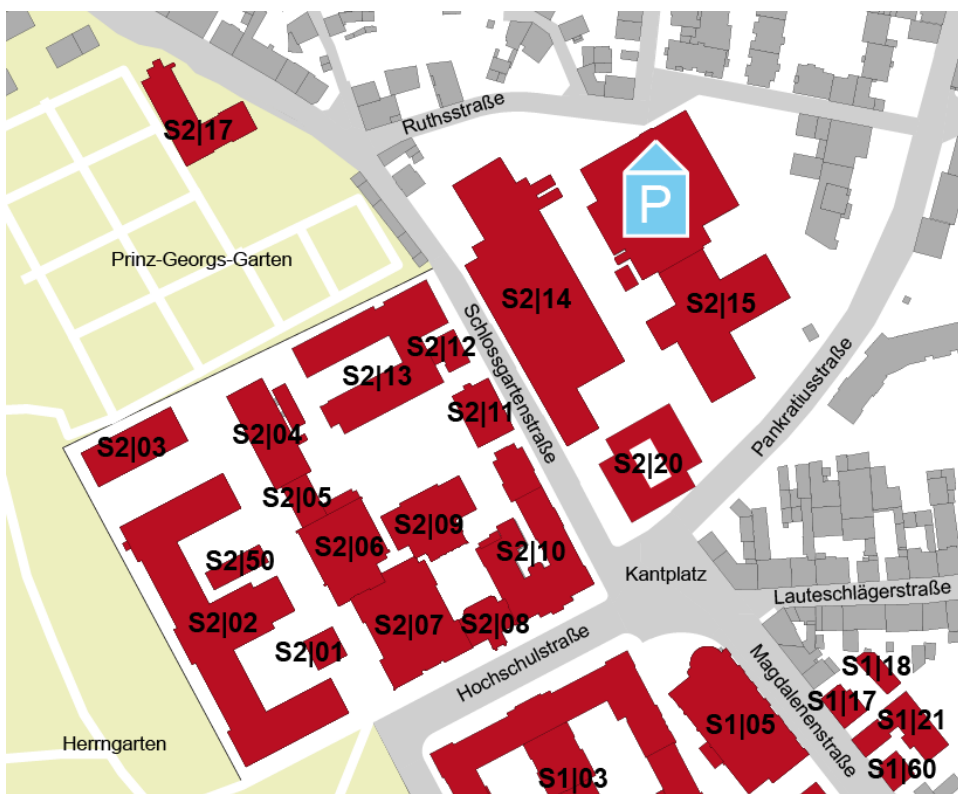 Ruthsstraße
S2|17
P
Prinz-Georgs-Garten
S2|14
S2|15
Schlossgartenstraße
S2|12
S2|13
Pankratiusstraße
S2|11
S2|04
S2|03
S2|20
S2|05
S2|09
S2|06
S2|10
S2|50
Kantplatz
Lauteschlägerstraße
S2|02
S2|07
S2|08
S2|01
Hochschulstraße
Magdalenenstraße
S1|18
S1|17
S1|05
S1|21
Herrngarten
S1|60
S1|03